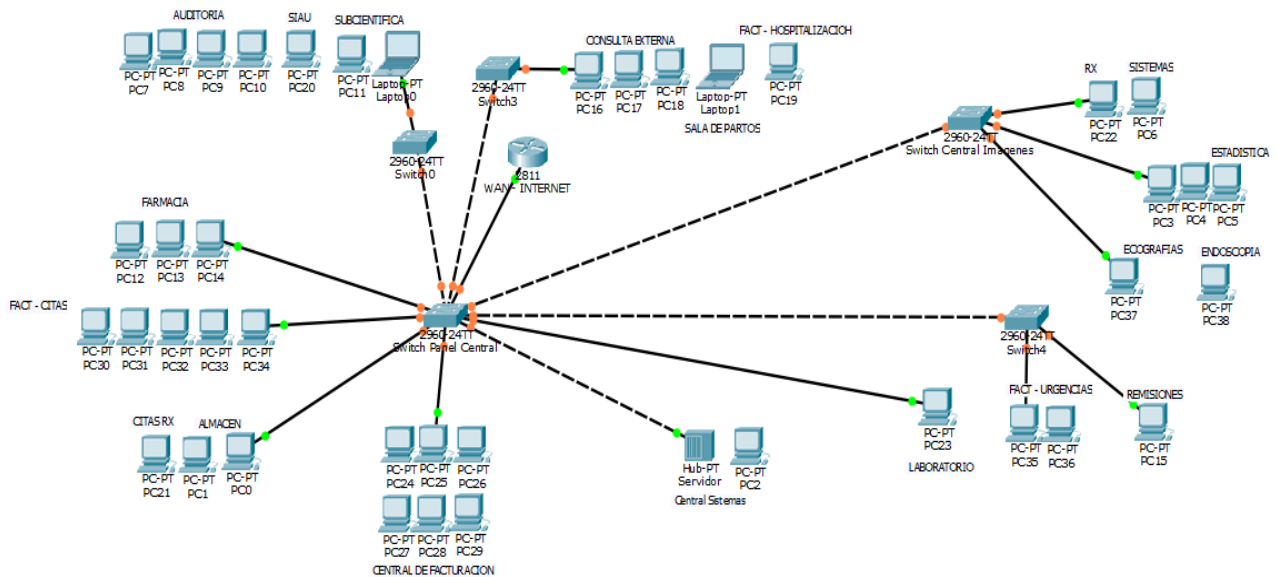 AUDITORIA
SIAU
SUBCIENTIFICA
PC-PT
PC7
PC-PT
PC8
PC-PT
PC9
PC-PT
PC10
PC-PT
PC20
PC-PT
PC11
Laptop-PT
Laptop0
2960-24TT
Switch0
2960-24TT
Switch3
CONSULTA EXTERNA
PC-PT
PC16
PC-PT
PC17
PC-PT
PC18
Laptop-PT
Laptop1
SALA DE PARTOS
FACT - HOSPITALIZACIOH
PC-PT
PC19
2811
WAN - INTERNET
2960-24TT
Switch Central Imagenes
RX
SISTEMAS
PC-PT
PC22
PC-PT
PC6
ESTADISTICA
PC-PT
PC3
PC-PT
PC4
PC-PT
PC5
ECOGRAFIAS
PC-PT
PC37
ENDOSCOPIA
PC-PT
PC38
FARMACIA
PC-PT
PC12
PC-PT
PC13
PC-PT
PC14
FACT - CITAS
PC-PT
PC30
PC-PT
PC31
PC-PT
PC32
PC-PT
PC33
PC-PT
PC34
2960-24TT
Switch Panel Central
2960-24TT
Switch4
CITAS RX
ALMACEN
PC-PT
PC21
PC-PT
PC1
PC-PT
PC0
PC-PT
PC24
PC-PT
PC25
PC-PT
PC26
PC-PT
PC27
PC-PT
PC28
PC-PT
PC29
CENTRAL DE FACTURACION
Hub-PT
Servidor
PC-PT
PC2
Central Sistemas
PC-PT
PC23
LABORATORIO
FACT - URGENCIAS
PC-PT
PC35
PC-PT
PC36
REMISIONES
PC-PT
PC15